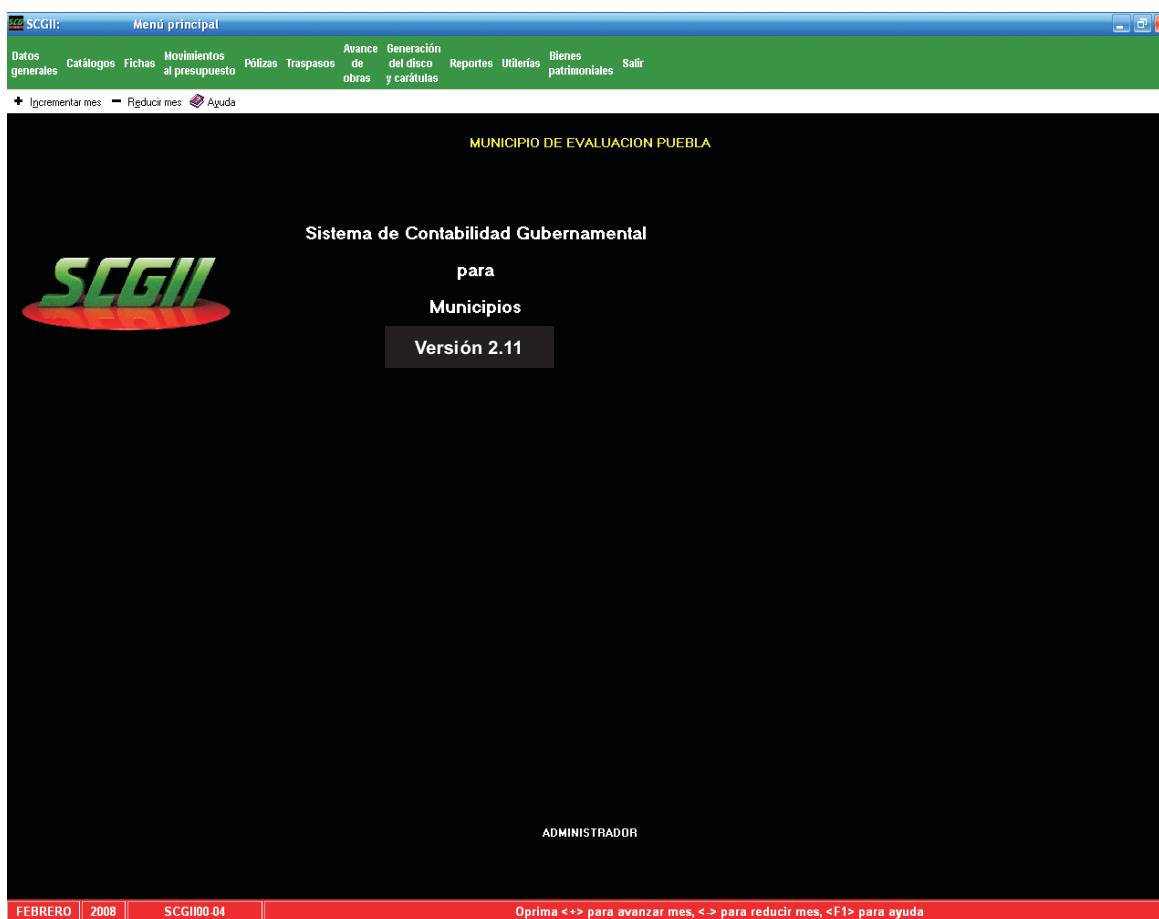 SCG SCGII: Menú principal
Datos generales Catálogos Fichas Movimientos al presupuesto Pólizas Traspasos Avance de obras Generación del disco y carátulas Reportes Utilerías Bienes patrimoniales Salir
+ Incrementar mes - Reducir mes Ayuda
MUNICIPIO DE EVALUACION PUEBLA
Sistema de Contabilidad Gubernamental
para
Municipios
Versión 2.11
SCGII
ADMINISTRADOR
FEBRERO 2008 SCGII00-04 Oprima <+> para avanzar mes, <-> para reducir mes, <F1> para ayuda